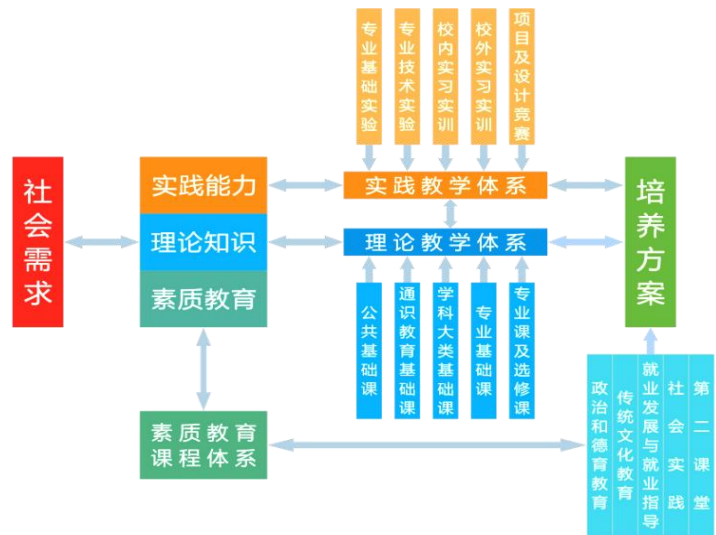 专业基础实验
专业技术实验
校内实习实训
校外实习实训
项目及设计竞赛
社会需求
实践能力
理论知识
素质教育
实践教学体系
理论教学体系
培养方案
公共基础课
通识教育基础课
学科大类基础课
专业基础课
专业课及选修课
素质教育
课程体系
政治和德育教育
传统文化教育
就业发展与就业指导
社会实践
第二课堂